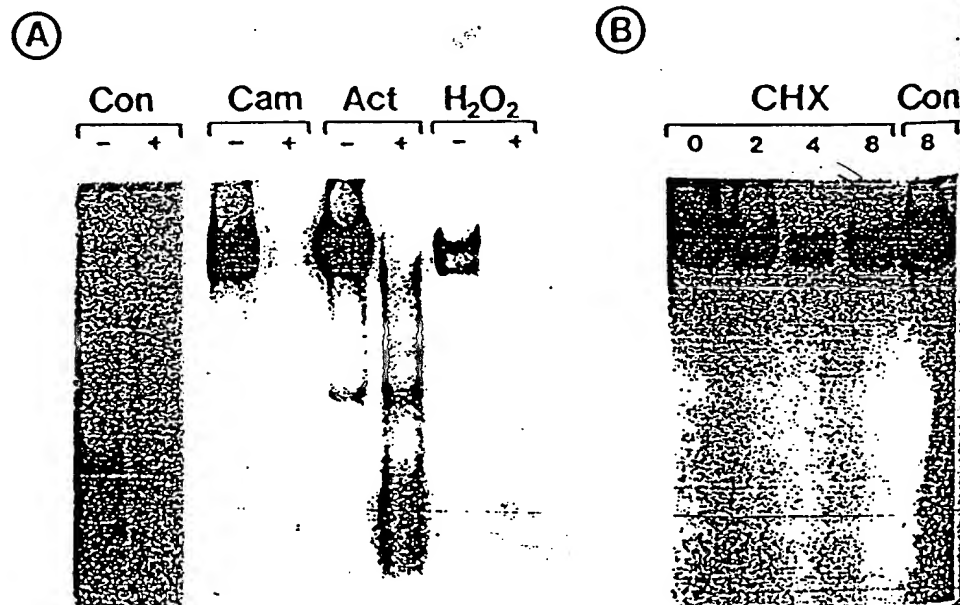 A B
Con Cam Act H₂O₂ CHX Con
- + - + - + - + 0 2 4 8 8